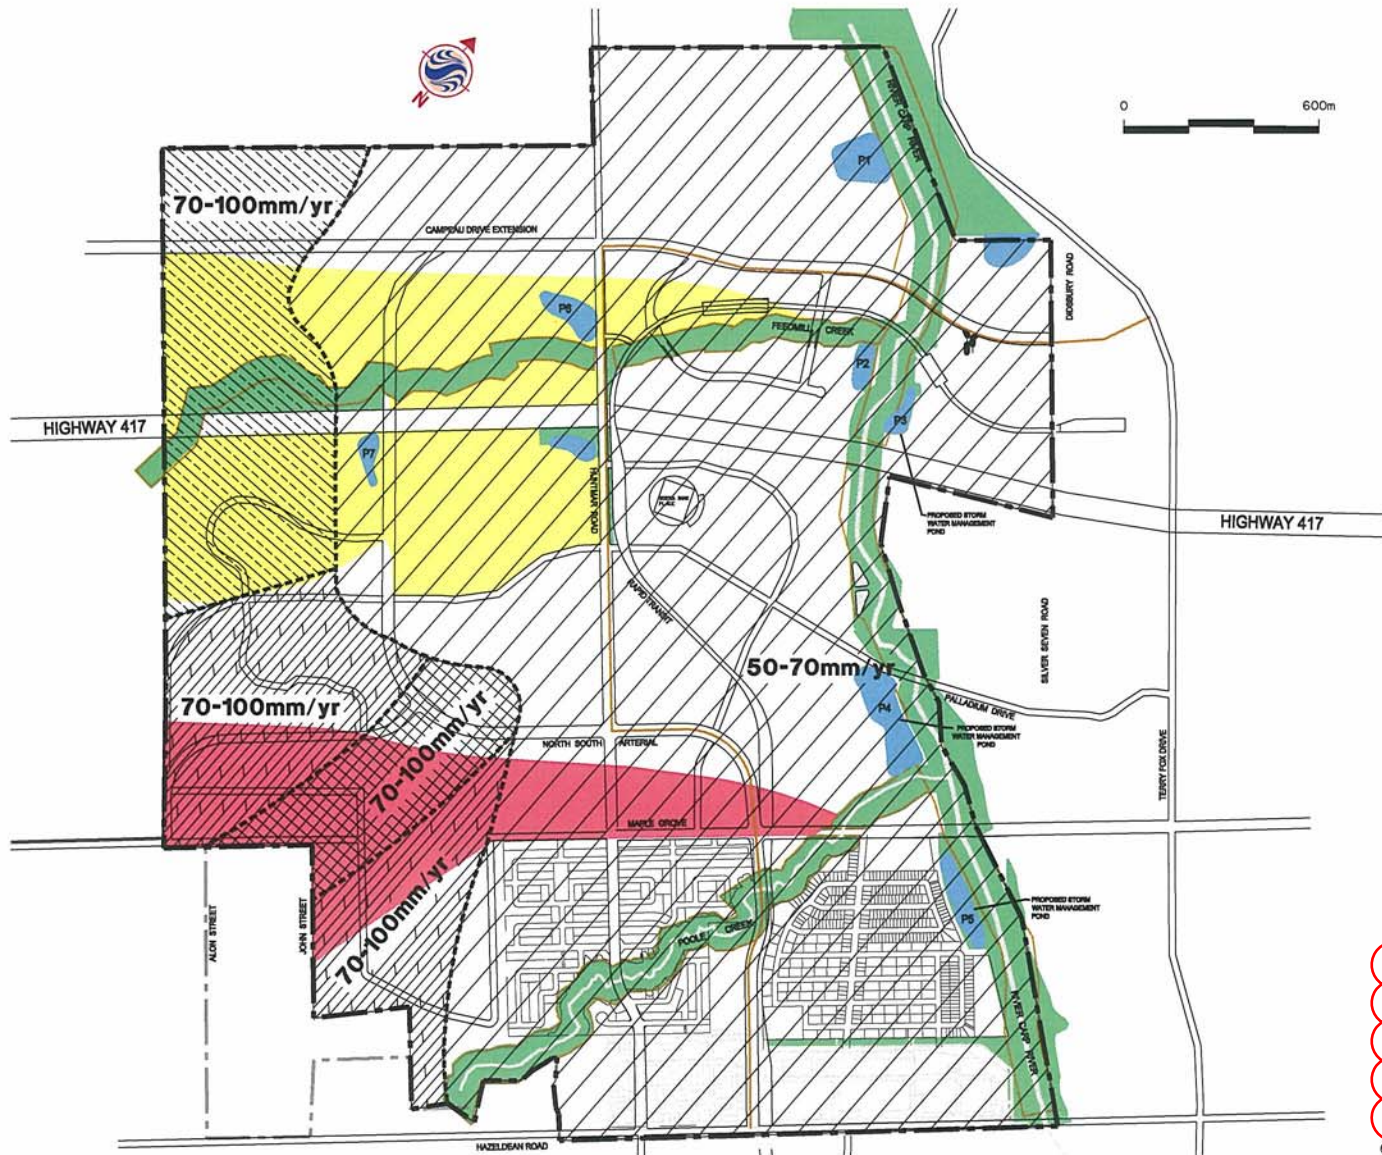 N
0 600m
RIVER CARP RIVER
P1
70-100mm/yr
CAMPEAU DRIVE EXTENSION
DIDSBURY ROAD
P6
FEEDMILL CREEK
P2
P3
HIGHWAY 417
P7
HUNTMAR ROAD
PROPOSED STORM
WATER MANAGEMENT
POND
HIGHWAY 417
RAPID TRANSIT
SILVER SEVEN ROAD
50-70mm/yr
70-100mm/yr
P4
PALLADIUM DRIVE
70-100mm/yr
NORTH SOUTH ARTERIAL
PROPOSED STORM
WATER MANAGEMENT
POND
TERRY FOX DRIVE
MAPLE GROVE
70-100mm/yr
ALON STREET
JOHN STREET
POOLE CREEK
P5
PROPOSED STORM
WATER MANAGEMENT
POND
RIVER CARP RIVER
HAZELDEAN ROAD